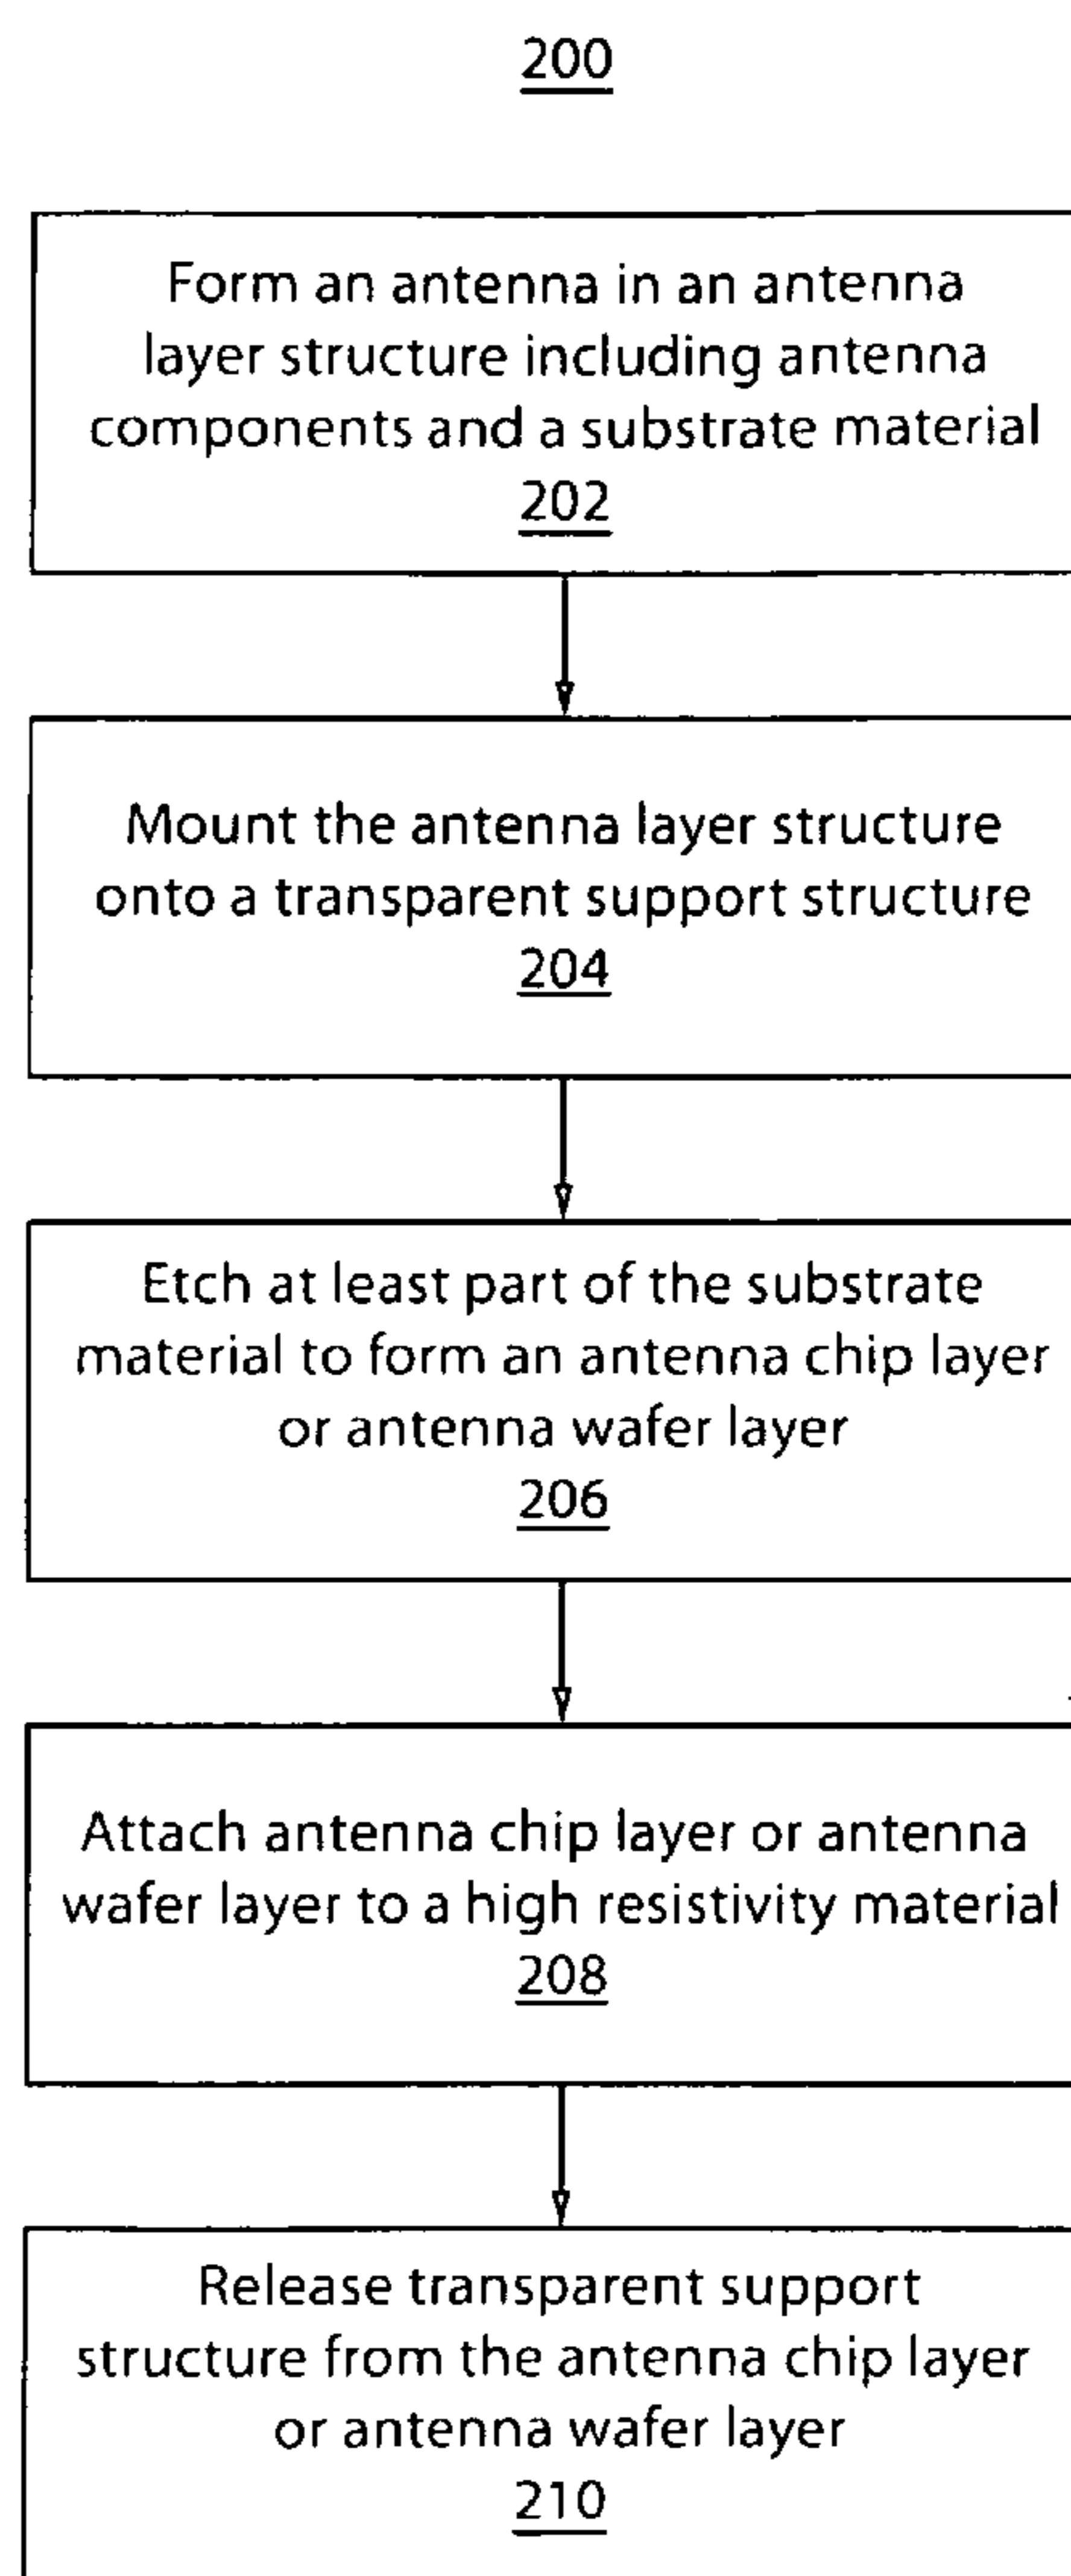 200
Form an antenna in an antenna
layer structure including antenna
components and a substrate material
202
Mount the antenna layer structure
onto a transparent support structure
204
Etch at least part of the substrate
material to form an antenna chip layer
or antenna wafer layer
206
Attach antenna chip layer or antenna
wafer layer to a high resistivity material
208
Release transparent support
structure from the antenna chip layer
or antenna wafer layer
210